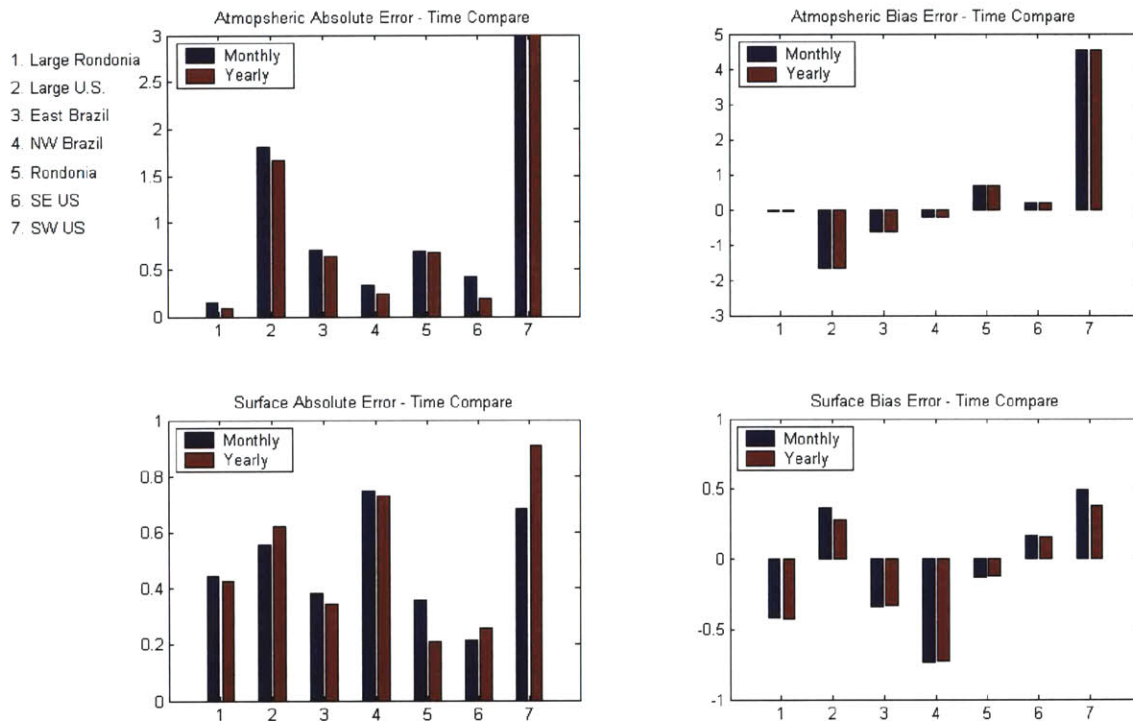 Atmopsheric Absolute Error - Time Compare
1. Large Rondonia
2. Large U.S.
3. East Brazil
4. NW Brazil
5. Rondonia
6. SE US
7. SW US
3
2.5
2
1.5
1
0.5
0
Monthly
Yearly
1 2 3 4 5 6 7
Atmopsheric Bias Error - Time Compare
5
4
3
2
1
0
-1
-2
-3
Monthly
Yearly
1 2 3 4 5 6 7
Surface Absolute Error - Time Compare
1
0.8
0.6
0.4
0.2
0
Monthly
Yearly
1 2 3 4 5 6 7
Surface Bias Error - Time Compare
1
0.5
0
-0.5
-1
Monthly
Yearly
1 2 3 4 5 6 7